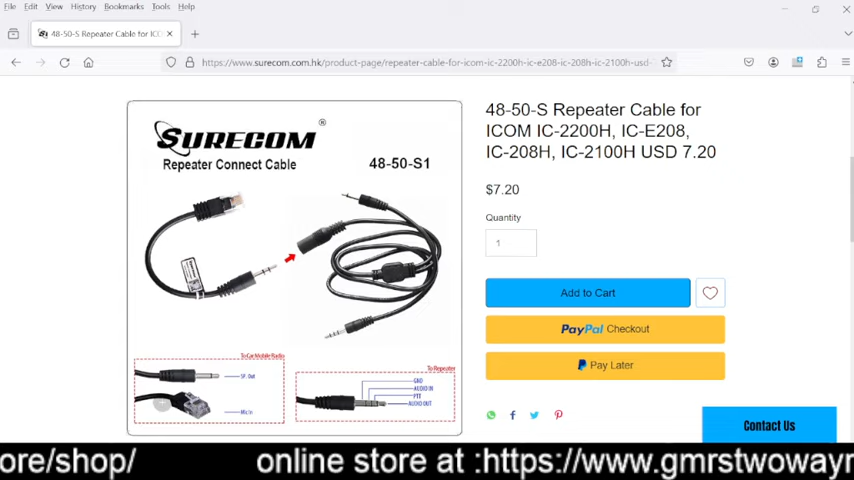 File Edit View History Bookmarks Tools Help
48-50-S Repeater Cable for ICO
https://www.surecom.com.hk/product-page/repeater-cable-for-icom-ic-2200h-ic-e208-ic-208h-ic-2100h-usd-7.20
SURECOM®
Repeater Connect Cable 48-50-S1
To Car Mobile Radio
SP. Out
Mic In
To Repeater
GND
AUDIO IN
PTT
AUDIO OUT
48-50-S Repeater Cable for
ICOM IC-2200H, IC-E208,
IC-208H, IC-2100H USD 7.20
$7.20
Quantity
1
Add to Cart
PayPal Checkout
P Pay Later
Contact Us
ore/shop/ online store at :https://www.gmrstwowayr